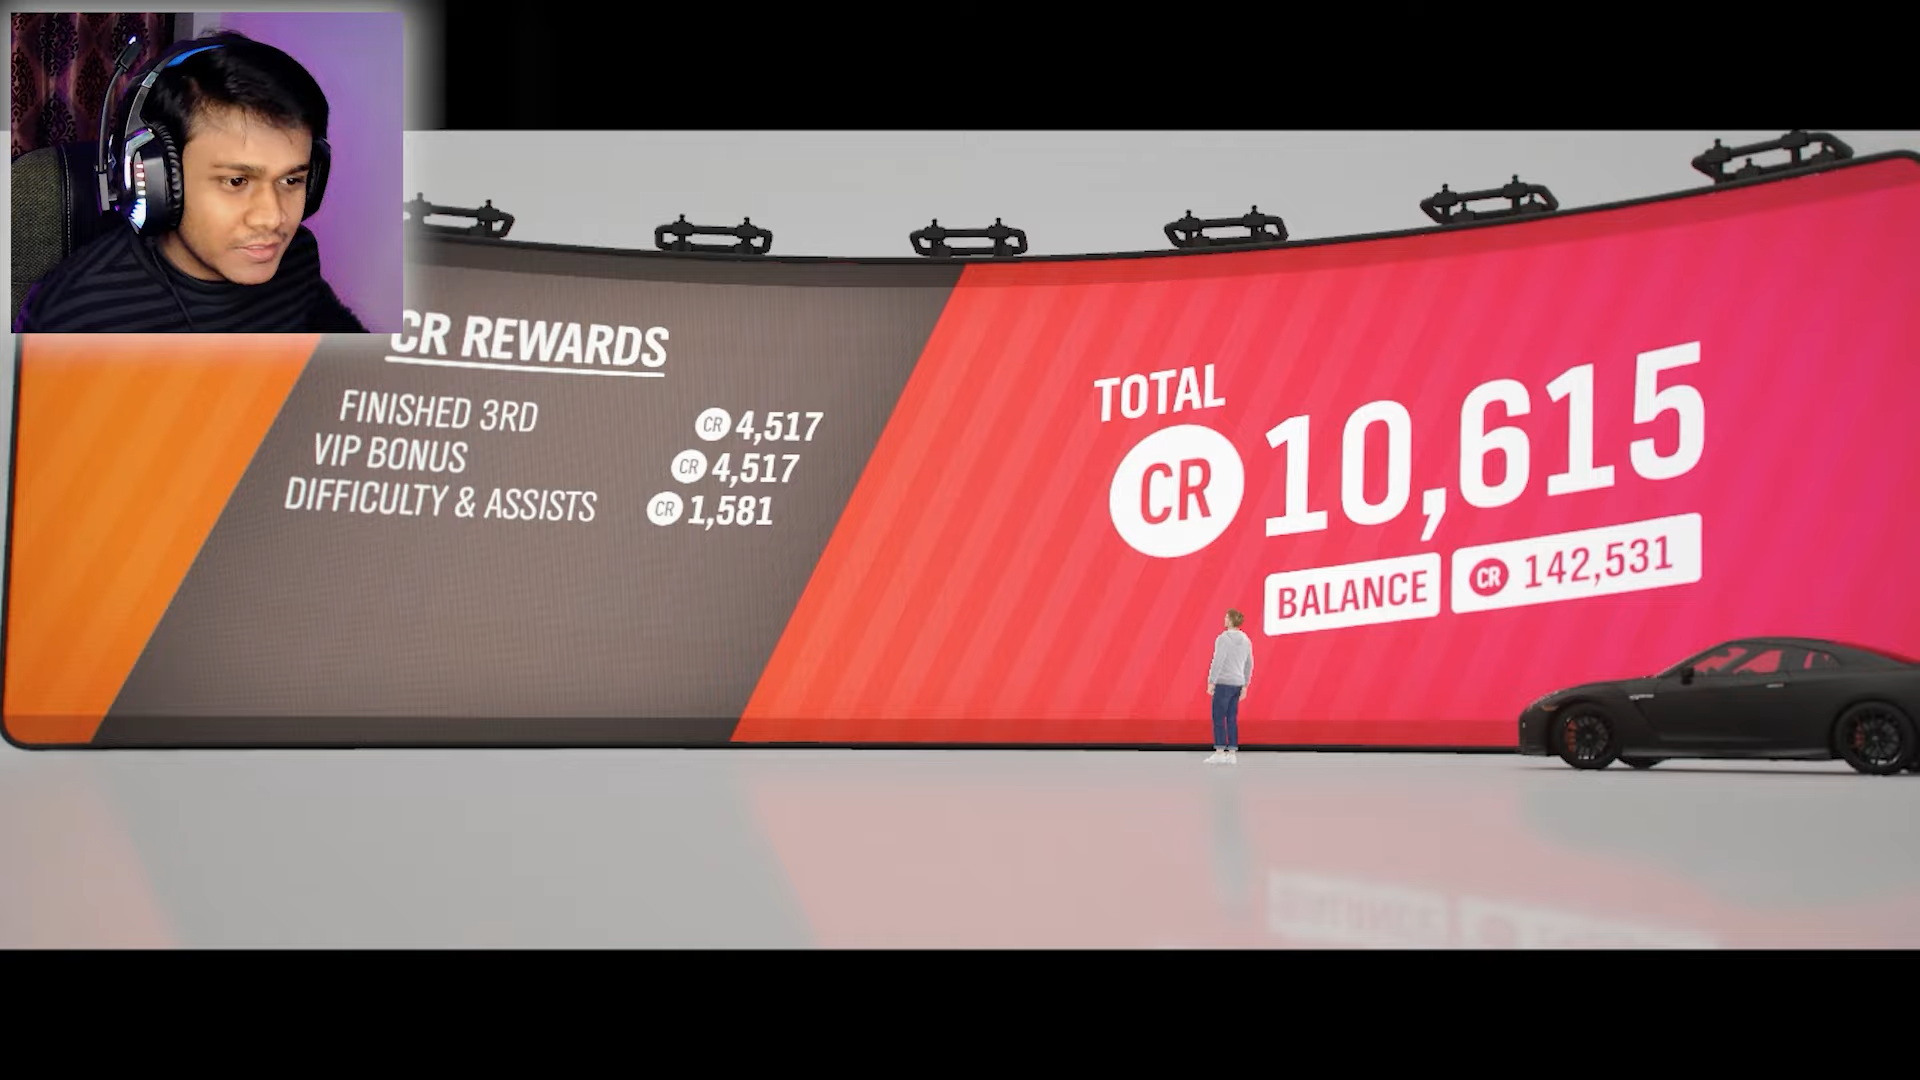 CR REWARDS
FINISHED 3RD CR 4,517
VIP BONUS CR 4,517
DIFFICULTY & ASSISTS CR 1,581
TOTAL
CR 10,615
BALANCE CR 142,531